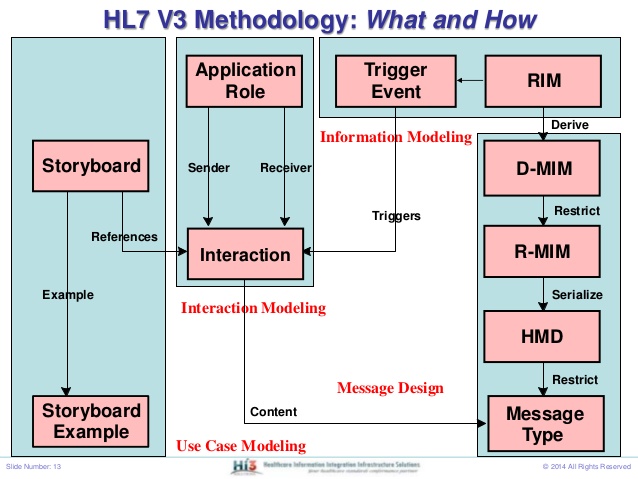 HL7 V3 Methodology: What and How
Application
Role
Trigger
Event
RIM
Derive
Information Modeling
Storyboard
Sender
Receiver
D-MIM
Restrict
Triggers
References
Interaction
R-MIM
Example
Serialize
Interaction Modeling
HMD
Restrict
Message Design
Storyboard
Example
Content
Message
Type
Use Case Modeling
Slide Number: 13
Hi3
Healthcare Information Integration Infrastructure Solutions
© 2014 All Rights Reserved